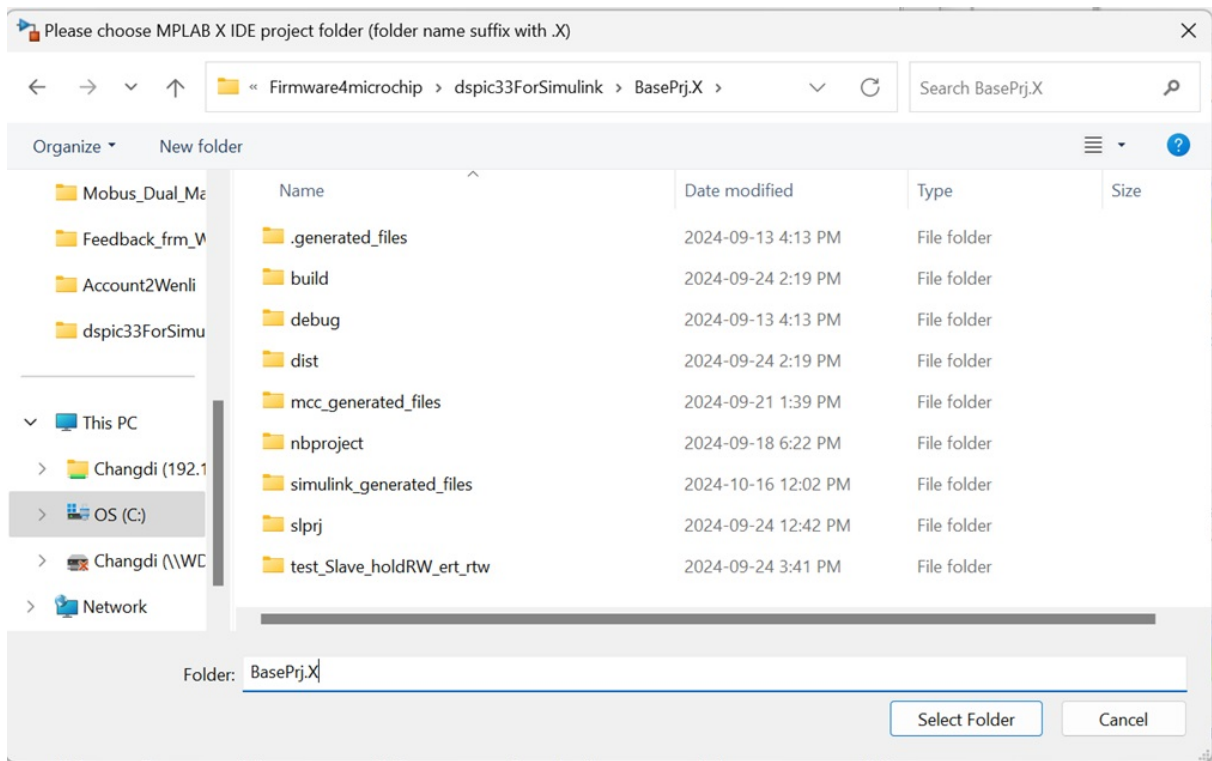 Please choose MPLAB X IDE project folder (folder name suffix with .X)
« Firmware4microchip > dspic33ForSimulink > BasePrj.X >
Search BasePrj.X
Organize
New folder
?
Name Date modified Type Size
Mobus_Dual_Ma
Feedback_frm_W
Account2Wenli
dspic33ForSimu
This PC
Changdi (192.1
OS (C:)
Changdi (\\WD
Network
.generated_files 2024-09-13 4:13 PM File folder
build 2024-09-24 2:19 PM File folder
debug 2024-09-13 4:13 PM File folder
dist 2024-09-24 2:19 PM File folder
mcc_generated_files 2024-09-21 1:39 PM File folder
nbproject 2024-09-18 6:22 PM File folder
simulink_generated_files 2024-10-16 12:02 PM File folder
slprj 2024-09-24 12:42 PM File folder
test_Slave_holdRW_ert_rtw 2024-09-24 3:41 PM File folder
Folder: BasePrj.X
Select Folder
Cancel